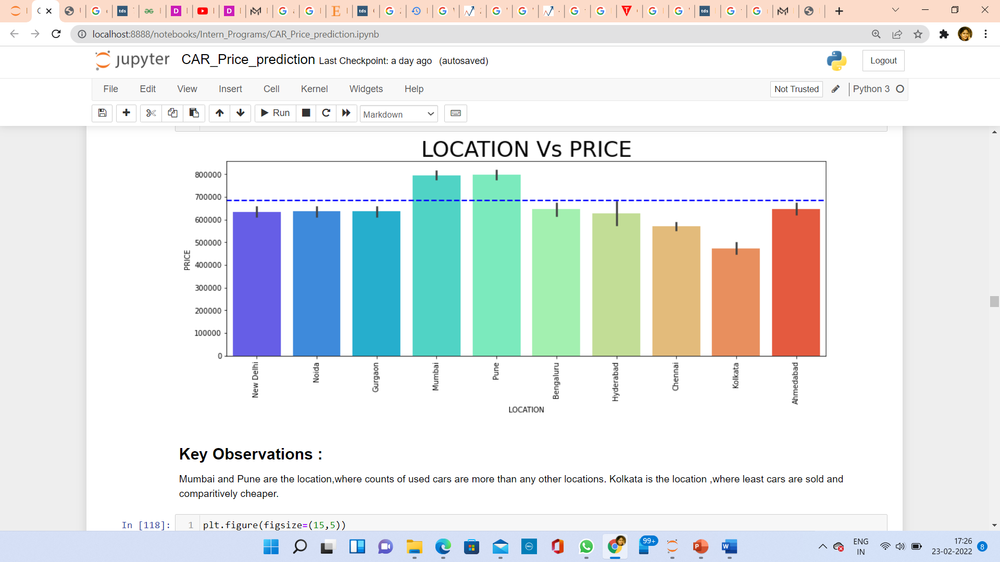 localhost:8888/notebooks/Intern_Programs/CAR_Price_prediction.ipynb
jupyter CAR_Price_prediction Last Checkpoint: a day ago (autosaved)
Logout
File Edit View Insert Cell Kernel Widgets Help
Not Trusted
Python 3
Run
Markdown
LOCATION Vs PRICE
800000
700000
600000
500000
400000
300000
200000
100000
0
PRICE
New Delhi
Noida
Gurgaon
Mumbai
Pune
Bengaluru
Hyderabad
Chennai
Kolkata
Ahmedabad
LOCATION
Key Observations :
Mumbai and Pune are the location,where counts of used cars are more than any other locations. Kolkata is the location ,where least cars are sold and
comparitively cheaper.
In [118]:
1 plt.figure(figsize=(15,5))
99+
ENG
IN
17:26
23-02-2022
8